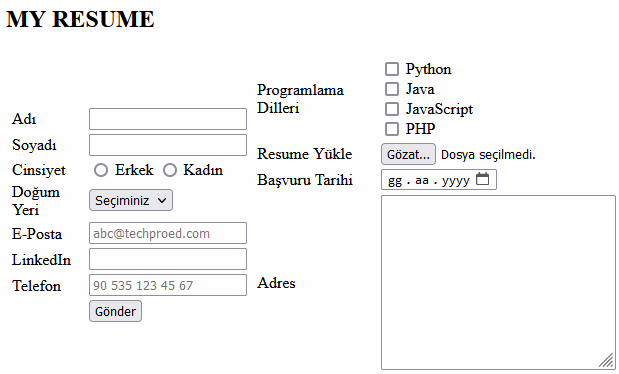 MY RESUME
Adı
Soyadı
Cinsiyet Erkek Kadın
Doğum
Yeri
Seçiminiz
E-Posta abc@techproed.com
LinkedIn
Telefon 90 535 123 45 67
Gönder
Programlama
Dilleri
Python
Java
JavaScript
PHP
Resume Yükle Gözat... Dosya seçilmedi.
Başvuru Tarihi gg . aa . yyyy
Adres